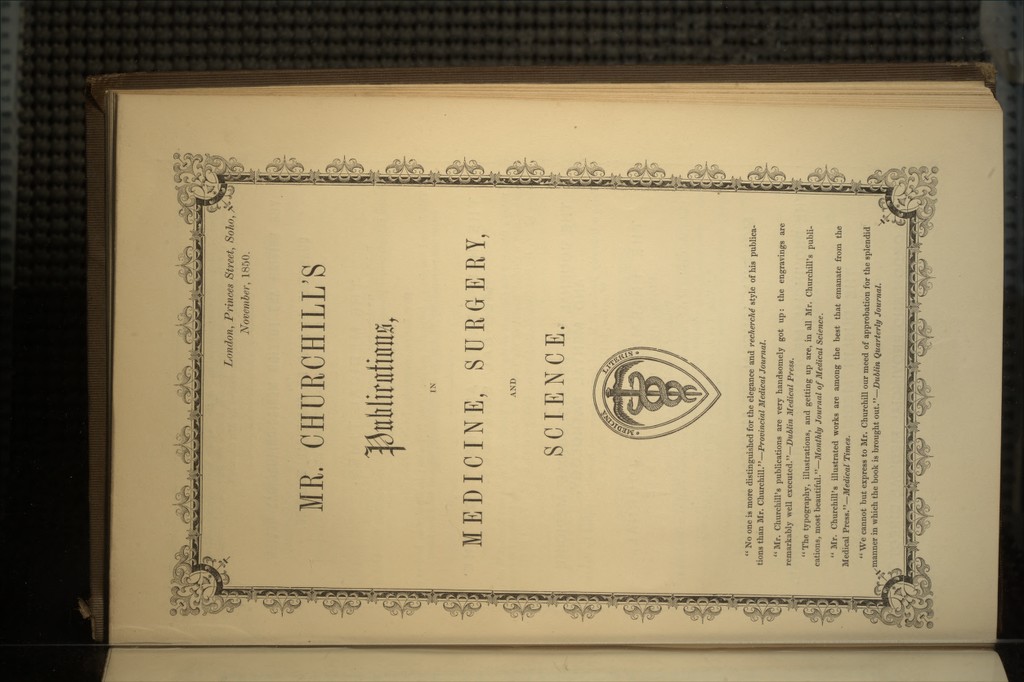 London, Princes Street, Soho,
November, 1850.
MR. CHURCHILL'S
Publications,
IN
MEDICINE, SURGERY,
AND
SCIENCE.
MEDICINE LITERIS
"No one is more distinguished for the elegance and recherché style of his publica-
tions than Mr. Churchill."—Provincial Medical Journal.
"Mr. Churchill's publications are very handsomely got up: the engravings are
remarkably well executed."—Dublin Medical Press.
"The typography, illustrations, and getting up are, in all Mr. Churchill's publi-
cations, most beautiful."—Monthly Journal of Medical Science.
"Mr. Churchill's illustrated works are among the best that emanate from the
Medical Press."—Medical Times.
"We cannot but express to Mr. Churchill our meed of approbation for the splendid
manner in which the book is brought out."—Dublin Quarterly Journal.